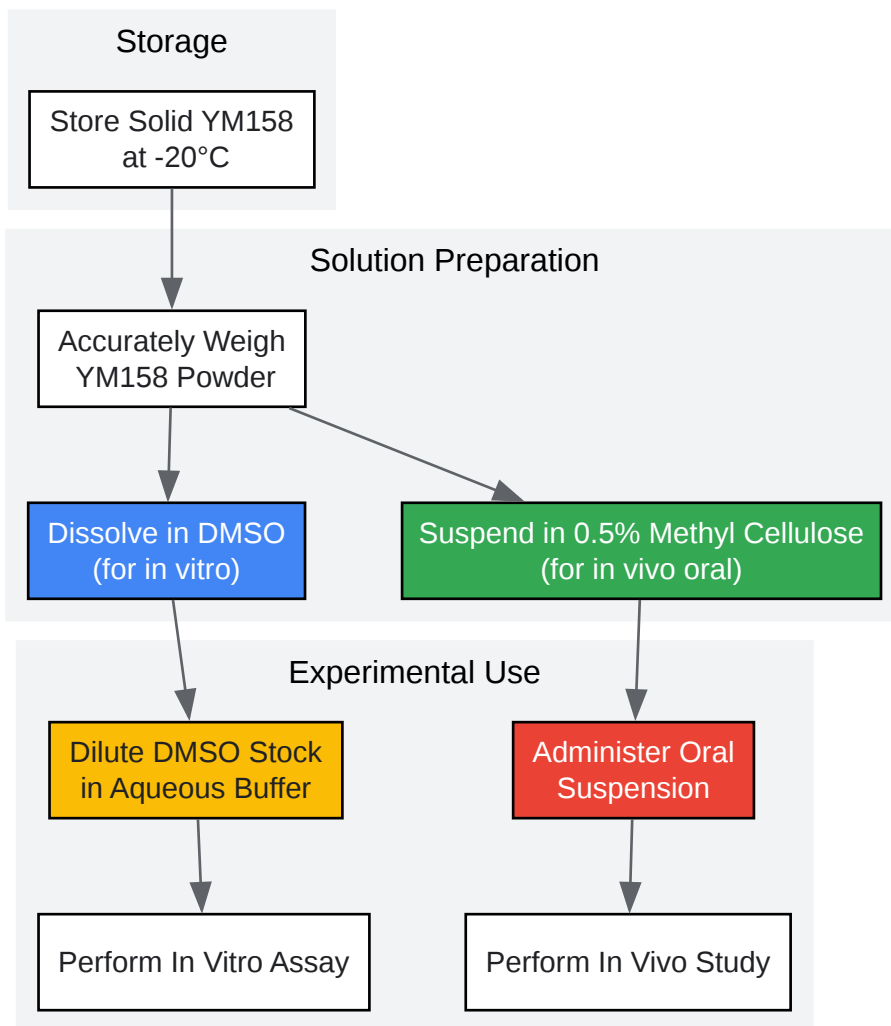 Storage
Store Solid YM158
at -20°C
Solution Preparation
Accurately Weigh
YM158 Powder
Dissolve in DMSO
(for in vitro)
Suspend in 0.5% Methyl Cellulose
(for in vivo oral)
Experimental Use
Dilute DMSO Stock
in Aqueous Buffer
Administer Oral
Suspension
Perform In Vitro Assay
Perform In Vivo Study